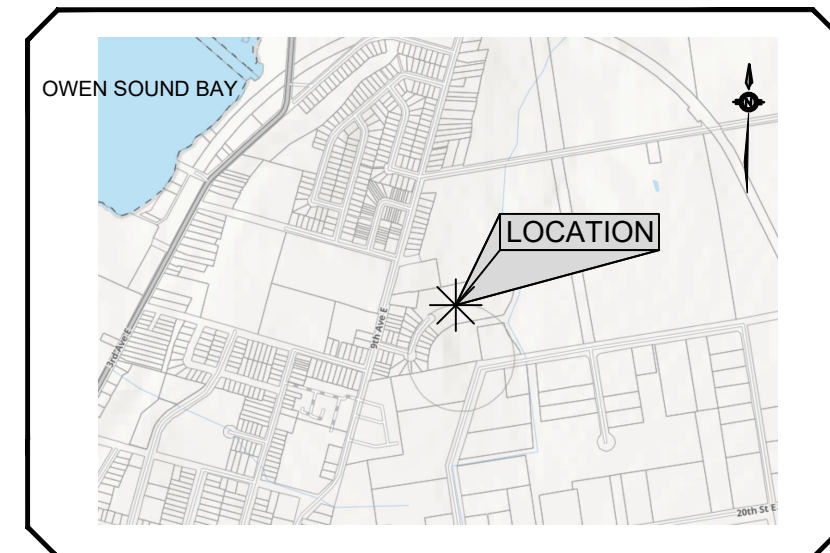 OWEN SOUND BAY
N
LOCATION
9th Ave E
3rd Ave E
20th St E